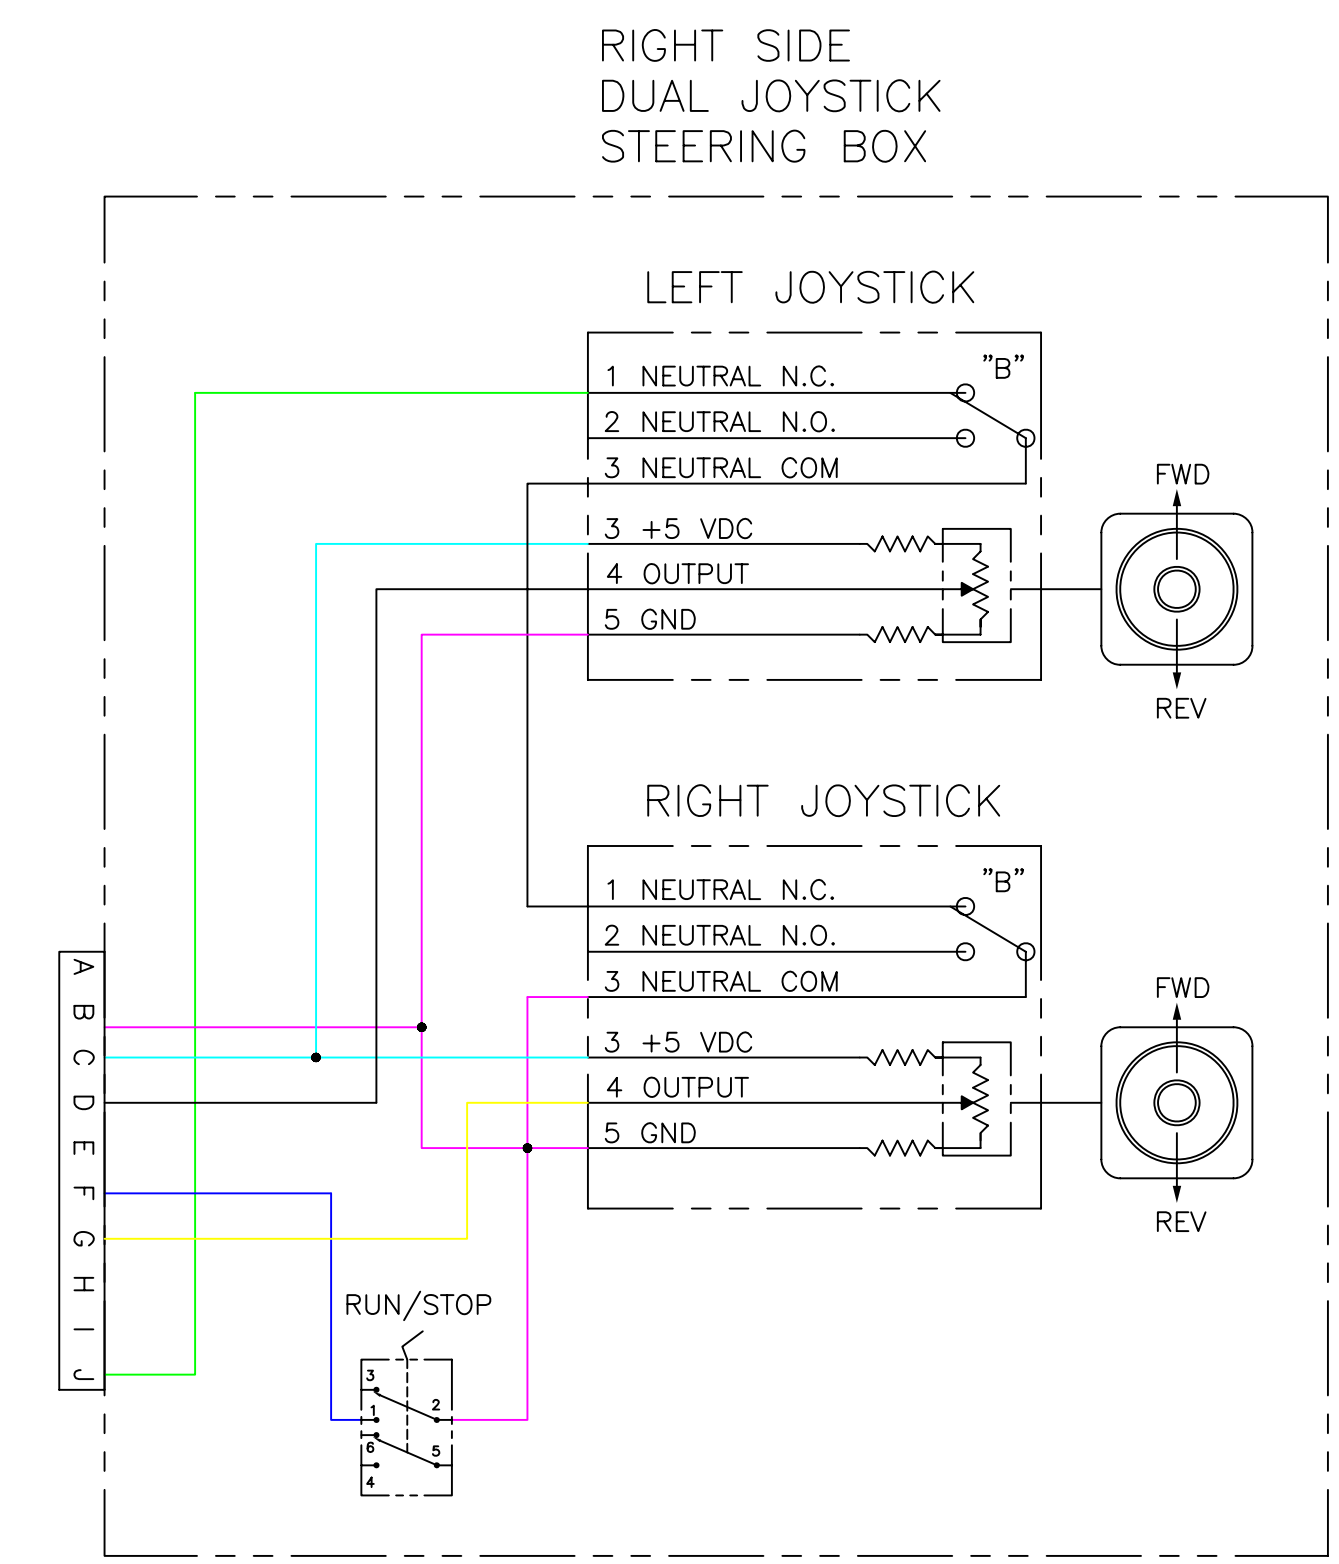 RIGHT SIDE
DUAL JOYSTICK
STEERING BOX
LEFT JOYSTICK
1 NEUTRAL N.C.
"B"
2 NEUTRAL N.O.
3 NEUTRAL COM
3 +5 VDC
4 OUTPUT
5 GND
FWD
REV
RIGHT JOYSTICK
1 NEUTRAL N.C.
"B"
2 NEUTRAL N.O.
3 NEUTRAL COM
3 +5 VDC
4 OUTPUT
5 GND
FWD
REV
A
B
C
D
E
F
G
H
I
J
RUN/STOP
3
1
2
6
5
4